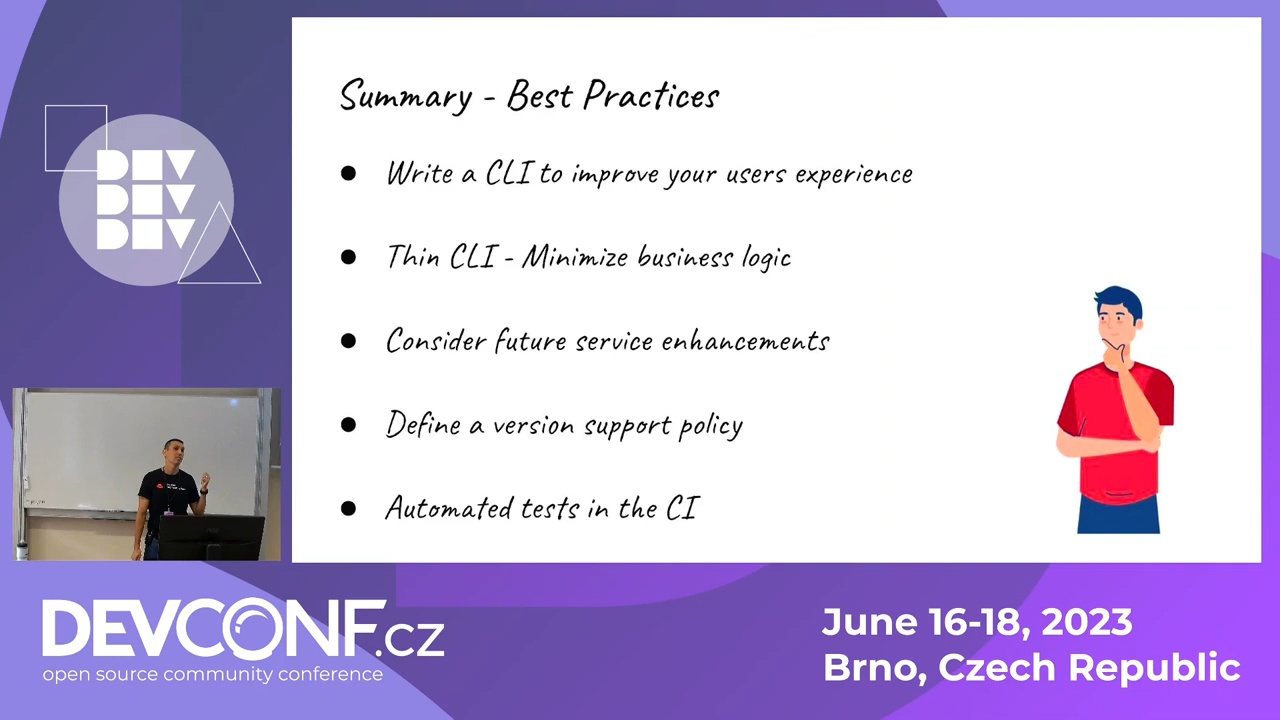 DEV
DEV
DEV
Summary - Best Practices
● Write a CLI to improve your users experience
● Thin CLI - Minimize business logic
● Consider future service enhancements
● Define a version support policy
● Automated tests in the CI
DEVCONF.cz
open source community conference
June 16-18, 2023
Brno, Czech Republic